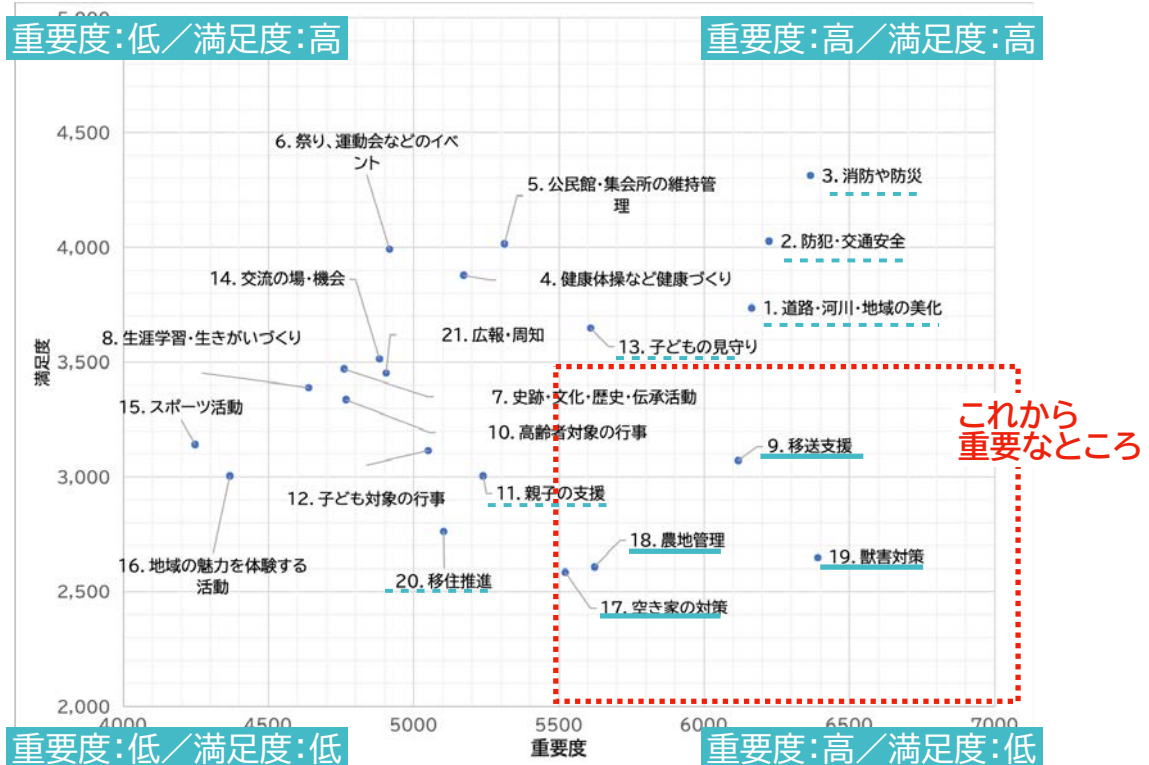 5,000
重要度：低／満足度：高
重要度：高／満足度：高
4,500
6. 祭り、運動会などのイベ
ント
5. 公民館・集会所の維持管
理
3. 消防や防災
4,000
2. 防犯・交通安全
14. 交流の場・機会
4. 健康体操など健康づくり
1. 道路・河川・地域の美化
8. 生涯学習・生きがいづくり
21. 広報・周知
13. 子どもの見守り
満足度
3,500
7. 史跡・文化・歴史・伝承活動
15. スポーツ活動
これから
重要なところ
10. 高齢者対象の行事
9. 移送支援
3,000
12. 子ども対象の行事
11. 親子の支援
18. 農地管理
19. 獣害対策
16. 地域の魅力を体験する
活動
20. 移住推進
2,500
17. 空き家の対策
2,000
4000
4500
5000
5500
6000
6500
7000
重要度：低／満足度：低
重要度
重要度：高／満足度：低